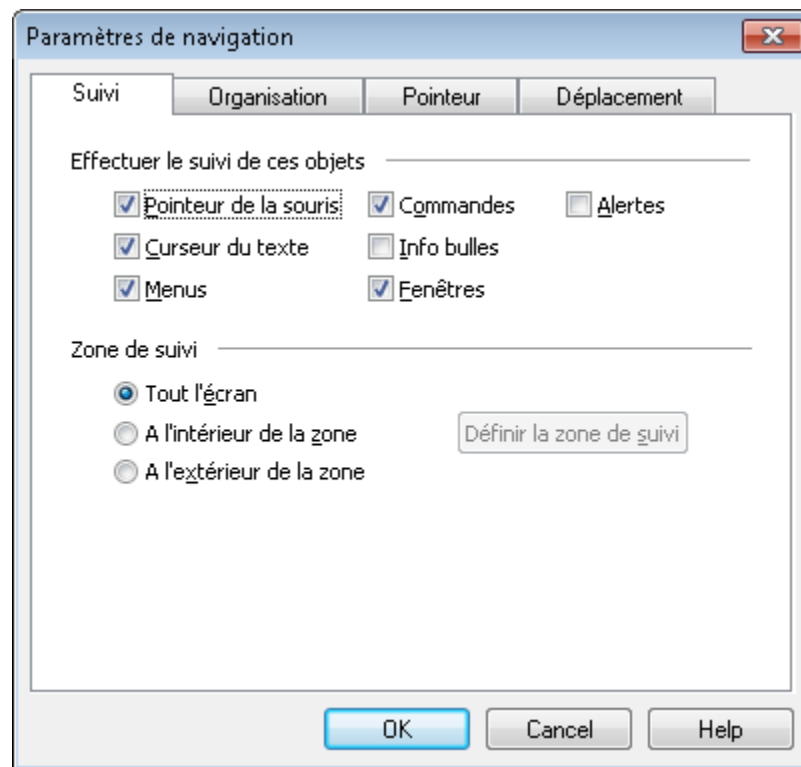 Paramètres de navigation
Suivi Organisation Pointeur Déplacement
Effectuer le suivi de ces objets
Pointeur de la souris Commandes Alertes
Curseur du texte Info bulles
Menus Fenêtres
Zone de suivi
Tout l'écran
A l'intérieur de la zone Définir la zone de suivi
A l'extérieur de la zone
OK Cancel Help